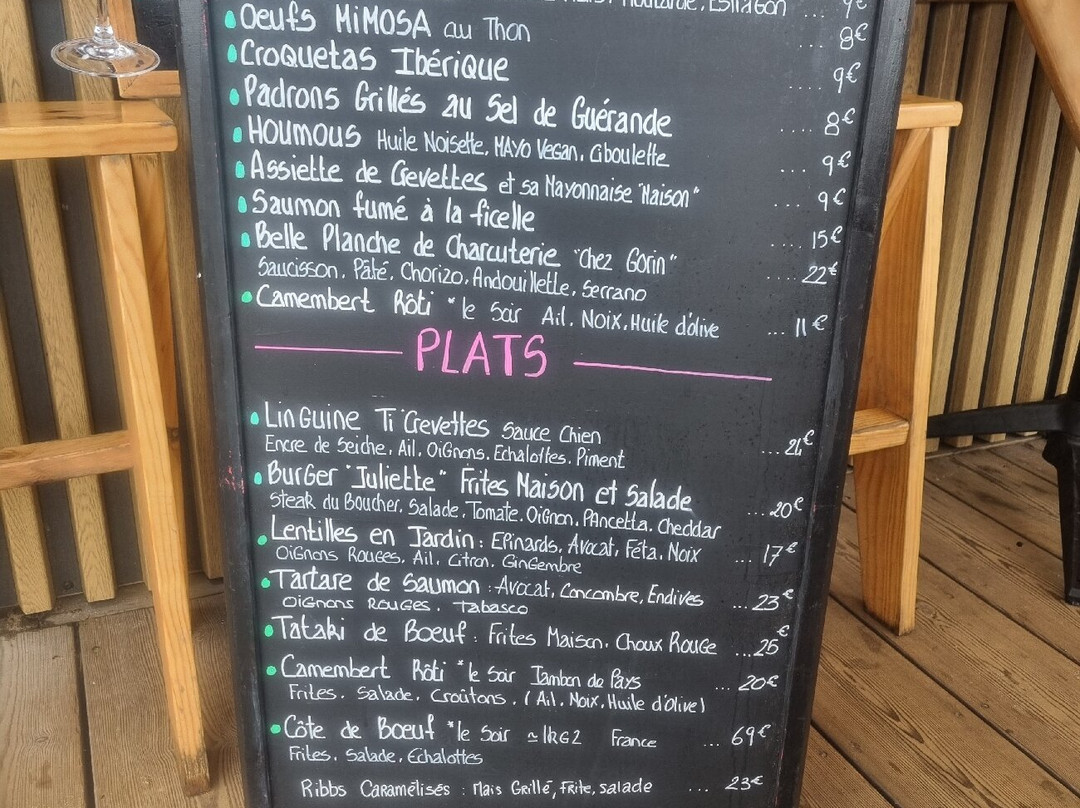 Moutarde, Estragon ... 9€
Oeufs MiMOSA au Thon ... 8€
Croquetas Ibérique .... 9€
Padrons Grillés au Sel de Guérande .... 8€
HOUMOUS Huile Noisette, MAYO VEGAN, Ciboulette .... 9€
Assiette de Crevettes et sa Mayonnaise "Maison" .... 9€
Saumon fumé à la ficelle .... 15€
Belle Planche de Charcuterie "Chez Gorin" .... 22€
Saucisson, Pâté, Chorizo, Andouillette, Serrano
Camembert Rôti *le Soir Ail, NOiX, Huile d'olive ... 11€
PLATS
LinGuine Ti Crevettes Sauce Chien ... 24€
Encre de Seiche, Ail, OiGnons, Echalottes, Piment
BurGer "Juliette" Frites Maison et Salade ... 20€
Steak du Boucher, Salade, Tomate, OiGnon, PAncetta, Cheddar
Lentilles en Jardin : EPinards, Avocat, Féta, Noix ... 17€
OiGnons RouGes, Ail, Citron, GinGembre
Tartare de Saumon : Avocat, Concombre, Endives ... 23€
OiGnons RouGes, Tabasco
Tataki de Boeuf : Frites Maison, Choux RouGe ... 25€
Camembert Rôti *le Soir Jambon de Pays ... 20€
Frites, Salade, Croûtons, (Ail, Noix, Huile d'Olive)
Côte de Boeuf *le Soir ≃1KG2 France ... 69€
Frites, Salade, Echalottes
Ribbs Caramélisés : Mais Grillé, Frite, salade ... 23€